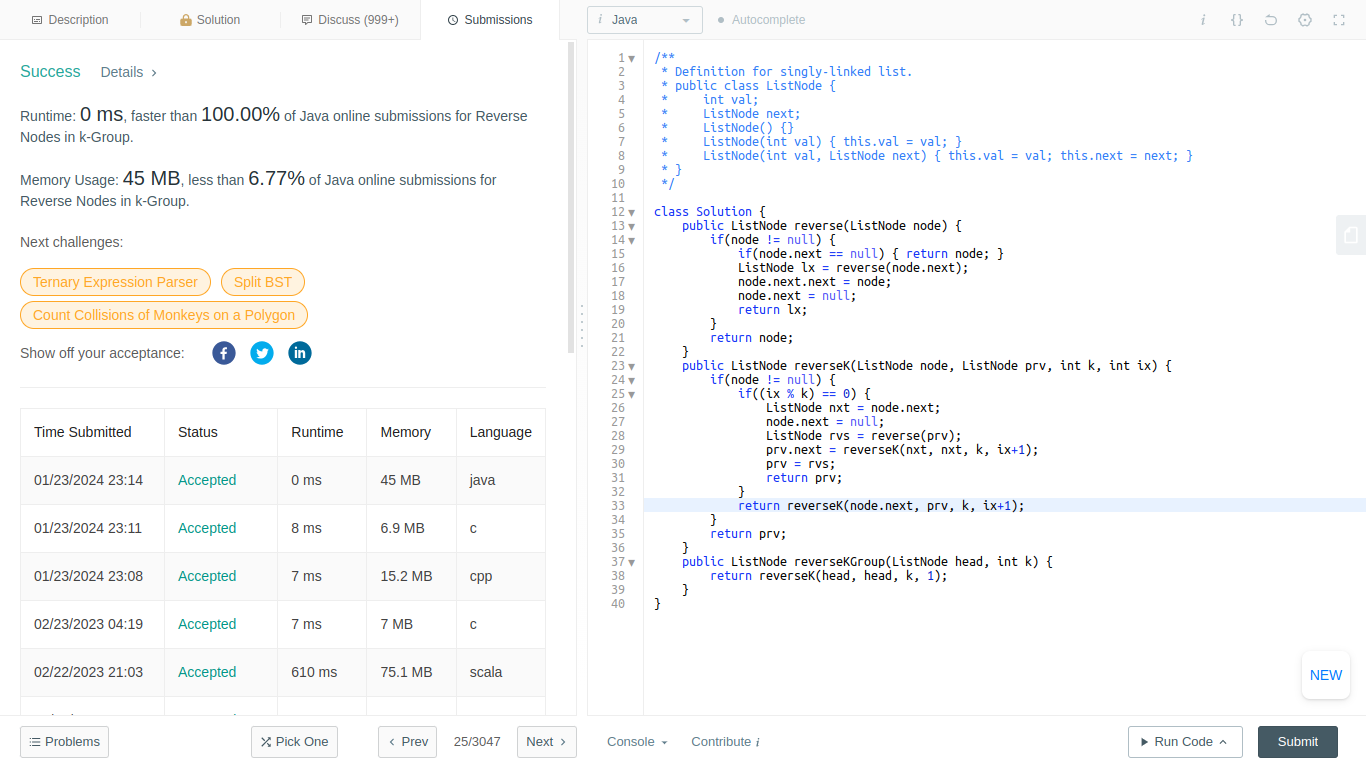 Description
Solution
Discuss (999+)
Submissions
i Java
Autocomplete
i {}
Success Details >
Runtime: 0 ms, faster than 100.00% of Java online submissions for Reverse
Nodes in k-Group.
Memory Usage: 45 MB, less than 6.77% of Java online submissions for
Reverse Nodes in k-Group.
Next challenges:
Ternary Expression Parser
Split BST
Count Collisions of Monkeys on a Polygon
Show off your acceptance:
Time Submitted Status Runtime Memory Language
01/23/2024 23:14 Accepted 0 ms 45 MB java
01/23/2024 23:11 Accepted 8 ms 6.9 MB c
01/23/2024 23:08 Accepted 7 ms 15.2 MB cpp
02/23/2023 04:19 Accepted 7 ms 7 MB c
02/22/2023 21:03 Accepted 610 ms 75.1 MB scala
1 /**
2  * Definition for singly-linked list.
3  * public class ListNode {
4  *     int val;
5  *     ListNode next;
6  *     ListNode() {}
7  *     ListNode(int val) { this.val = val; }
8  *     ListNode(int val, ListNode next) { this.val = val; this.next = next; }
9  * }
10  */
11
12 class Solution {
13     public ListNode reverse(ListNode node) {
14         if(node != null) {
15             if(node.next == null) { return node; }
16             ListNode lx = reverse(node.next);
17             node.next.next = node;
18             node.next = null;
19             return lx;
20         }
21         return node;
22     }
23     public ListNode reverseK(ListNode node, ListNode prv, int k, int ix) {
24         if(node != null) {
25             if((ix % k) == 0) {
26                 ListNode nxt = node.next;
27                 node.next = null;
28                 ListNode rvs = reverse(prv);
29                 prv.next = reverseK(nxt, nxt, k, ix+1);
30                 prv = rvs;
31                 return prv;
32             }
33             return reverseK(node.next, prv, k, ix+1);
34         }
35         return prv;
36     }
37     public ListNode reverseKGroup(ListNode head, int k) {
38         return reverseK(head, head, k, 1);
39     }
40 }
NEW
Problems
Pick One
< Prev
25/3047
Next >
Console
Contribute i
Run Code
Submit